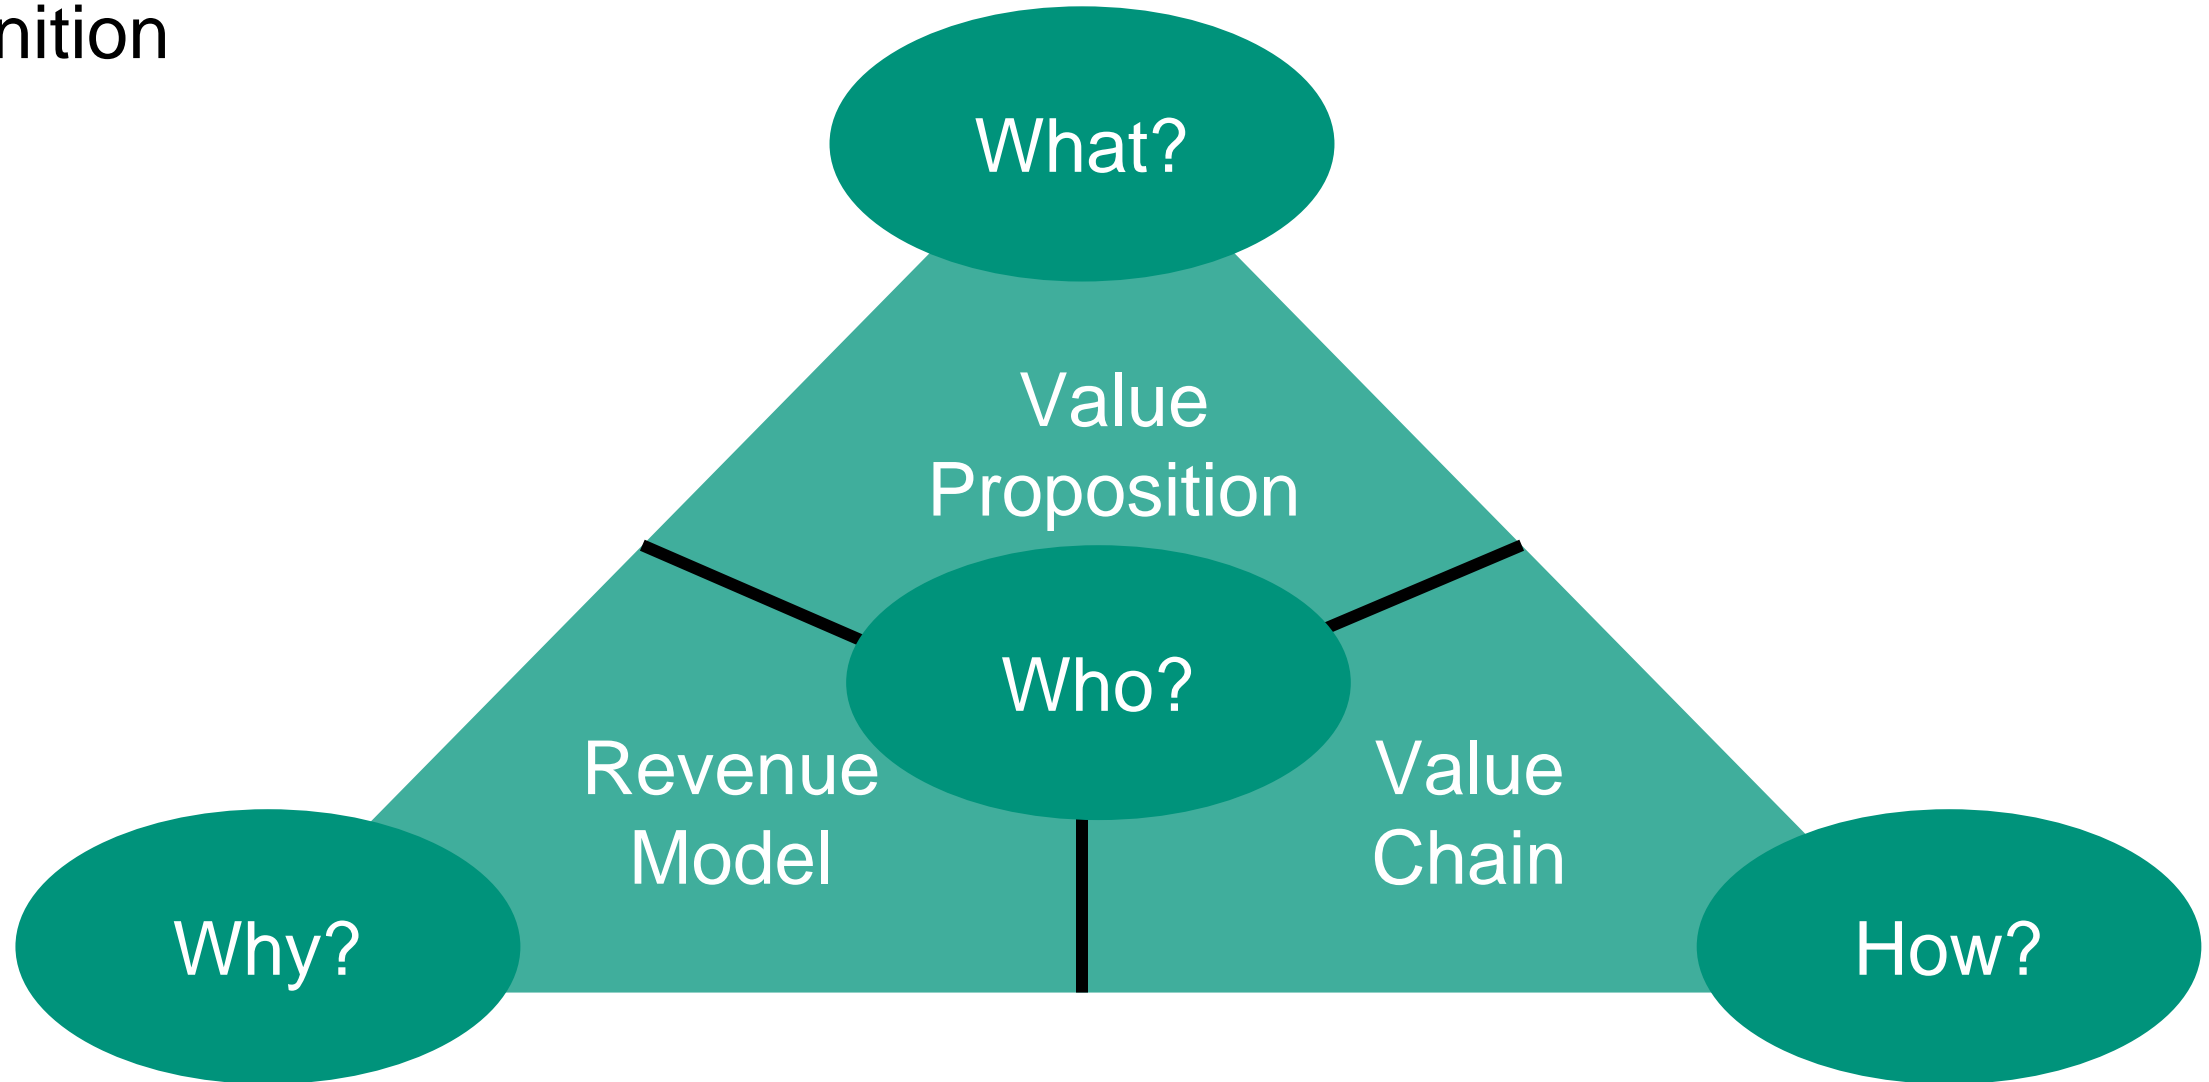 nition
What?
Value
Proposition
Who?
Revenue
Model
Value
Chain
Why?
How?